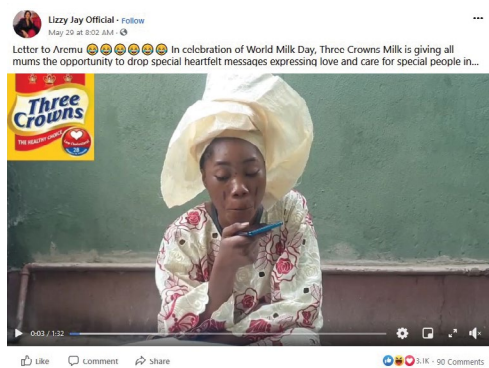 Lizzy Jay Official · Follow
May 29 at 8:02 AM ·
Letter to Aremu 😂😂😂😂😂😂 In celebration of World Milk Day, Three Crowns Milk is giving all
mums the opportunity to drop special heartfelt messages expressing love and care for special people in...
Three
Crowns
THE HEALTHY CHOICE
Low Cholesterol
28
0:03 / 1:32
Like
Comment
Share
3.1K · 90 Comments